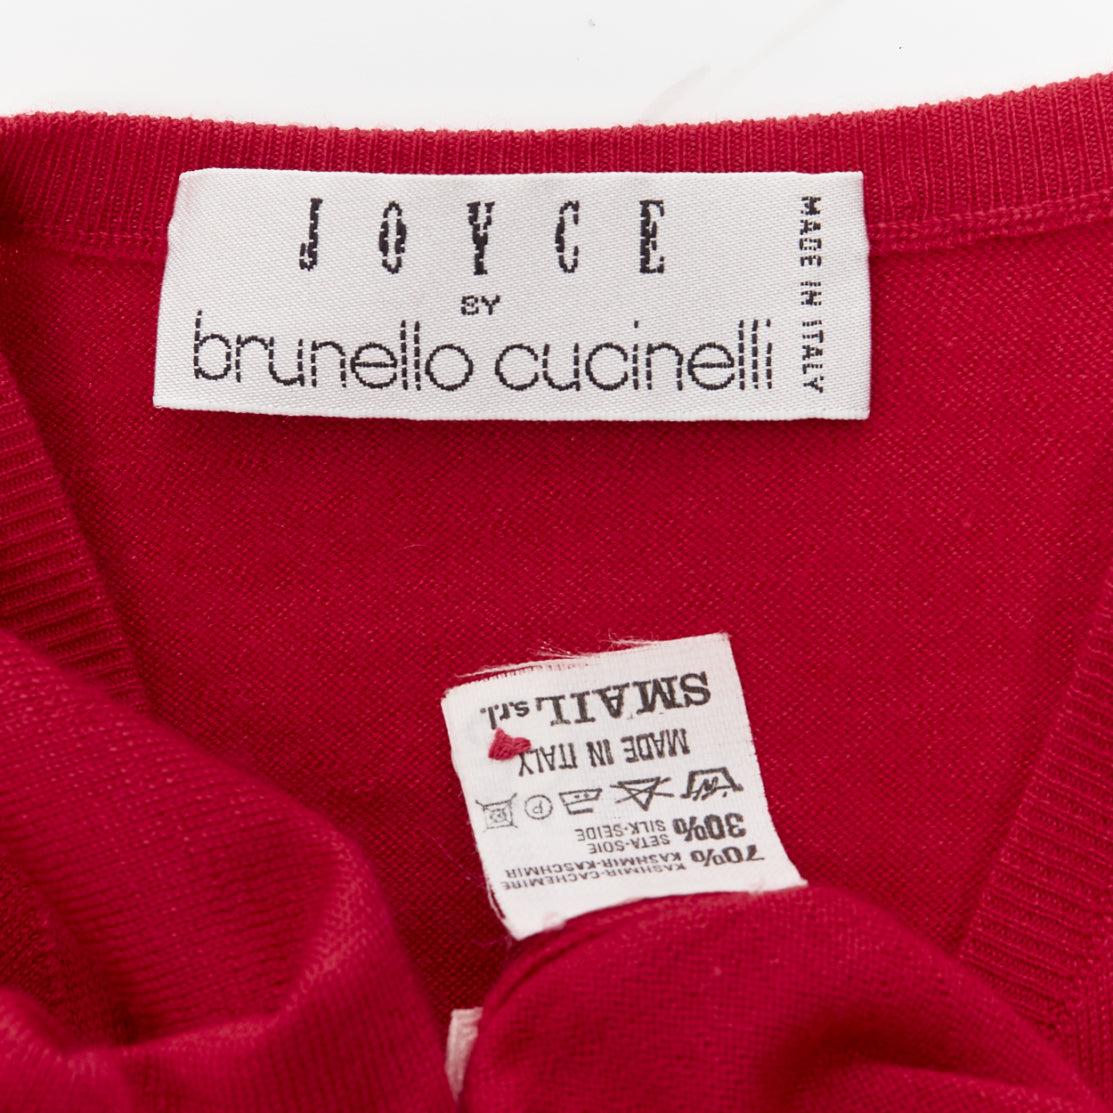 JOYCE
BY
brunello cucinelli
MADE IN ITALY
SMAIL s.r.l.
MADE IN ITALY
P
30% SETA-SOIE
SILK-SEIDE
70% KASHMIR-CACHEMIRE
KASHMIR-KASCHMIR